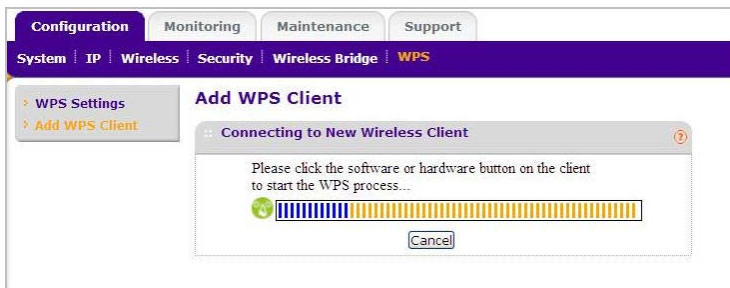 Configuration Monitoring Maintenance Support
System IP Wireless Security Wireless Bridge WPS
WPS Settings
Add WPS Client
Add WPS Client
Connecting to New Wireless Client
?
Please click the software or hardware button on the client
to start the WPS process...
Cancel